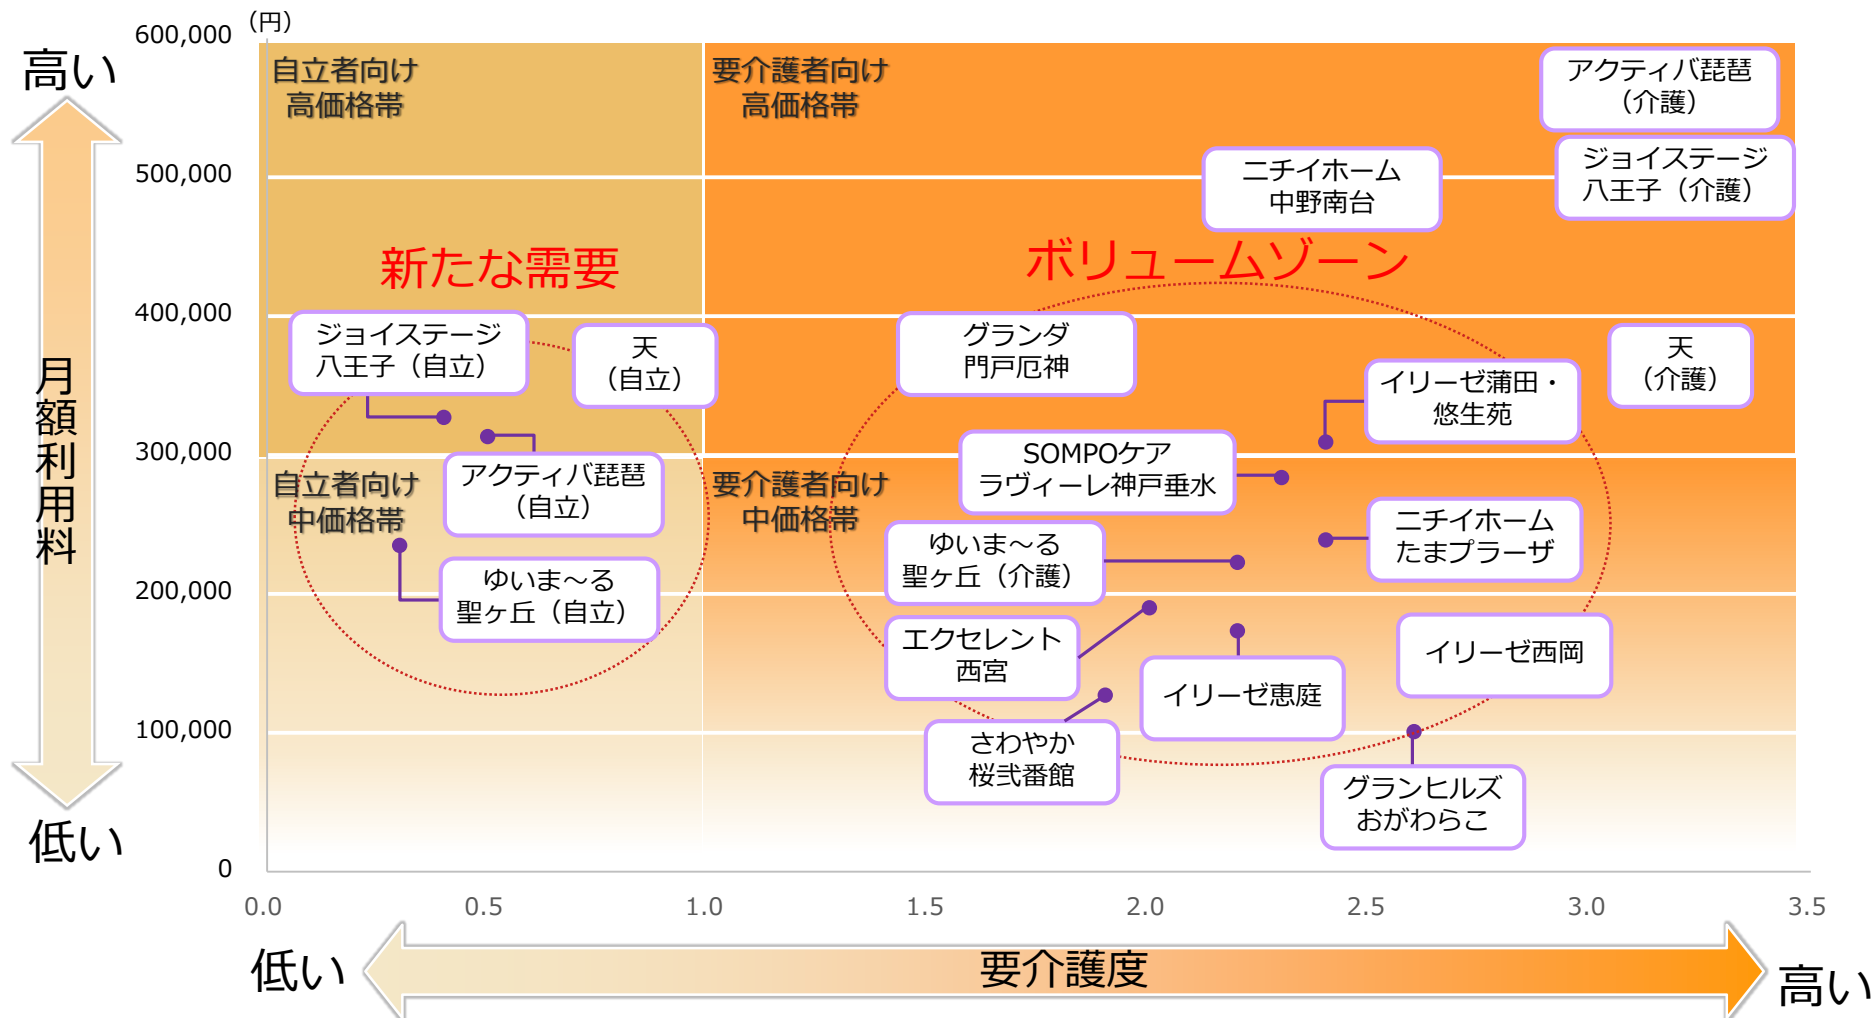 （円）
600,000
500,000
400,000
300,000
200,000
100,000
0
高い
月額利用料
低い
自立者向け
高価格帯
要介護者向け
高価格帯
アクティバ琵琶
（介護）
ジョイステージ
八王子（介護）
ニチイホーム
中野南台
新たな需要
ボリュームゾーン
ジョイステージ
八王子（自立）
天
（自立）
グランダ
門戸厄神
イリーゼ蒲田・
悠生苑
天
（介護）
アクティバ琵琶
（自立）
SOMPOケア
ラヴィーレ神戸垂水
自立者向け
中価格帯
要介護者向け
中価格帯
ゆいま～る
聖ヶ丘（自立）
ゆいま～る
聖ヶ丘（介護）
ニチイホーム
たまプラーザ
エクセレント
西宮
イリーゼ恵庭
イリーゼ西岡
さわやか
桜弐番館
グランヒルズ
おがわらこ
0.0
0.5
1.0
1.5
2.0
2.5
3.0
3.5
低い
要介護度
高い